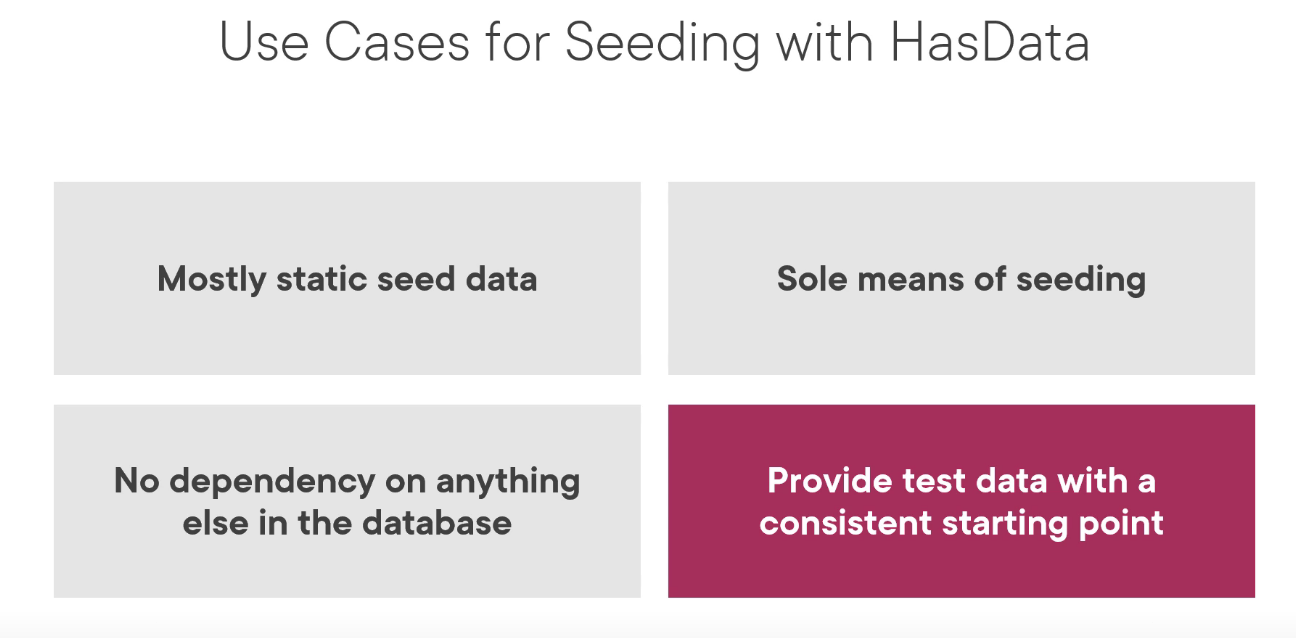 Use Cases for Seeding with HasData
Mostly static seed data
Sole means of seeding
No dependency on anything
else in the database
Provide test data with a
consistent starting point